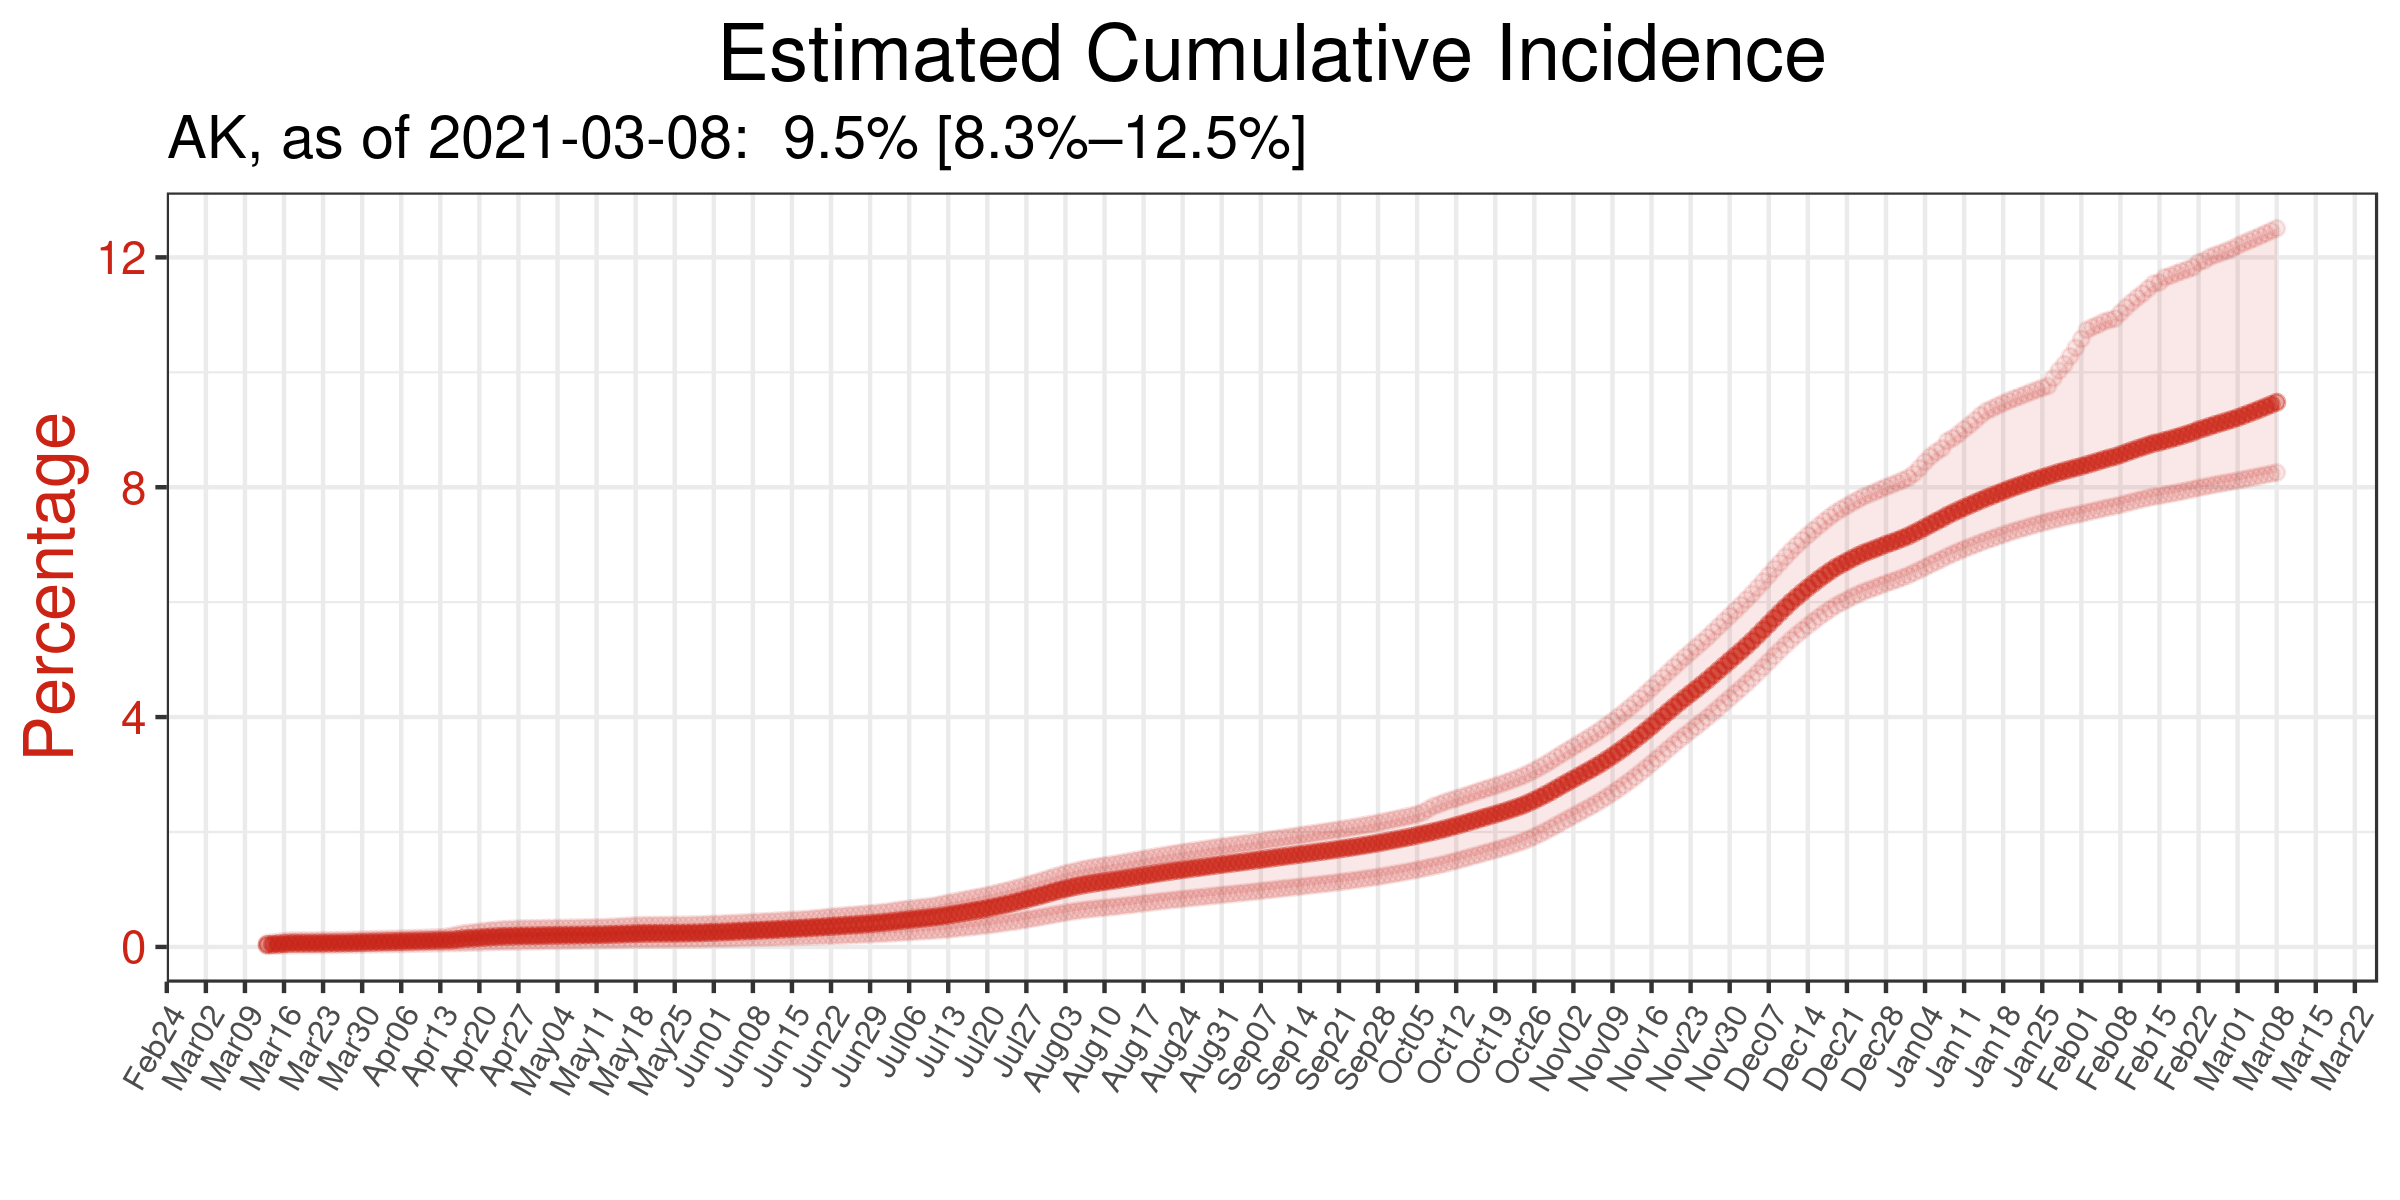 Estimated Cumulative Incidence
AK, as of 2021-03-08:  9.5% [8.3%–12.5%]
Percentage
12
8
4
0
Feb24
Mar02
Mar09
Mar16
Mar23
Mar30
Apr06
Apr13
Apr20
Apr27
May04
May11
May18
May25
Jun01
Jun08
Jun15
Jun22
Jun29
Jul06
Jul13
Jul20
Jul27
Aug03
Aug10
Aug17
Aug24
Aug31
Sep07
Sep14
Sep21
Sep28
Oct05
Oct12
Oct19
Oct26
Nov02
Nov09
Nov16
Nov23
Nov30
Dec07
Dec14
Dec21
Dec28
Jan04
Jan11
Jan18
Jan25
Feb01
Feb08
Feb15
Feb22
Mar01
Mar08
Mar15
Mar22